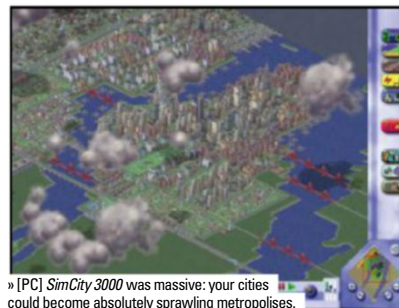 » [PC] SimCity 3000 was massive: your cities
could become absolutely sprawling metropolises.